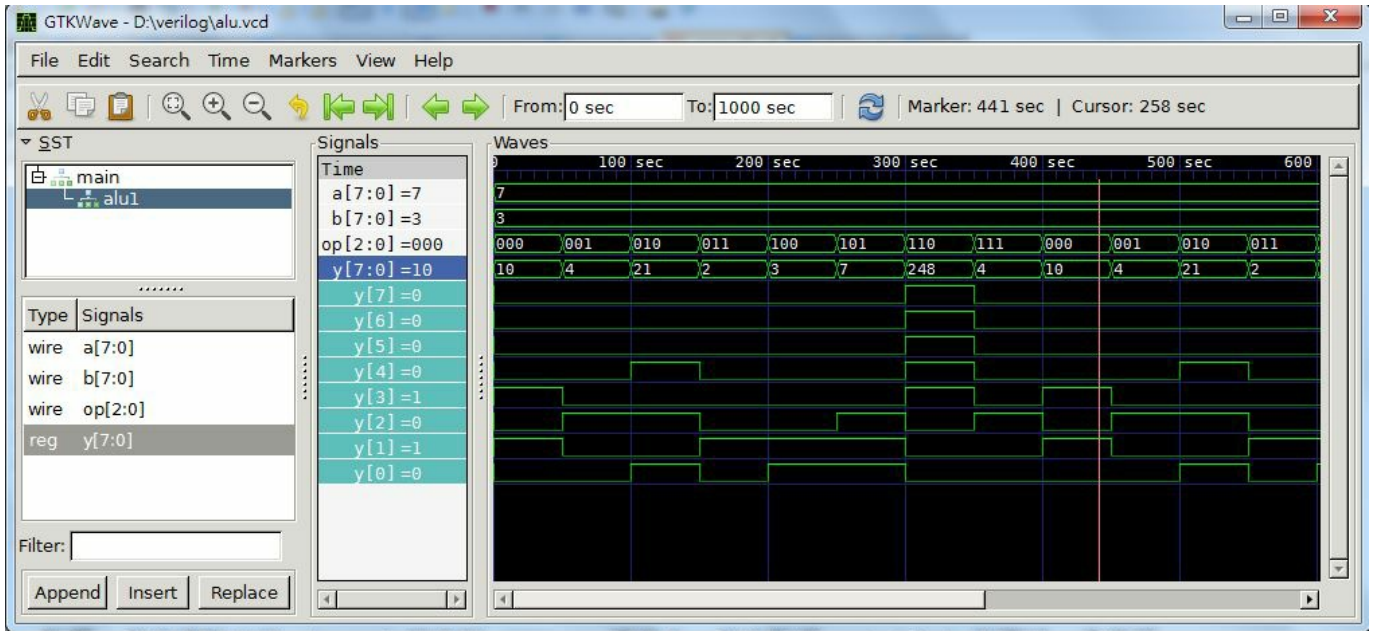 GTKWave - D:\verilog\alu.vcd
File Edit Search Time Markers View Help
From: 0 sec To: 1000 sec Marker: 441 sec | Cursor: 258 sec
SST
main
alu1
Type Signals
wire a[7:0]
wire b[7:0]
wire op[2:0]
reg y[7:0]
Filter:
Append Insert Replace
Signals
Time
a[7:0] =7
b[7:0] =3
op[2:0] =000
y[7:0] =10
y[7] =0
y[6] =0
y[5] =0
y[4] =0
y[3] =1
y[2] =0
y[1] =1
y[0] =0
Waves
0 100 sec 200 sec 300 sec 400 sec 500 sec 600
7
3
000 001 010 011 100 101 110 111 000 001 010 011
10 4 21 2 3 7 248 4 10 4 21 2